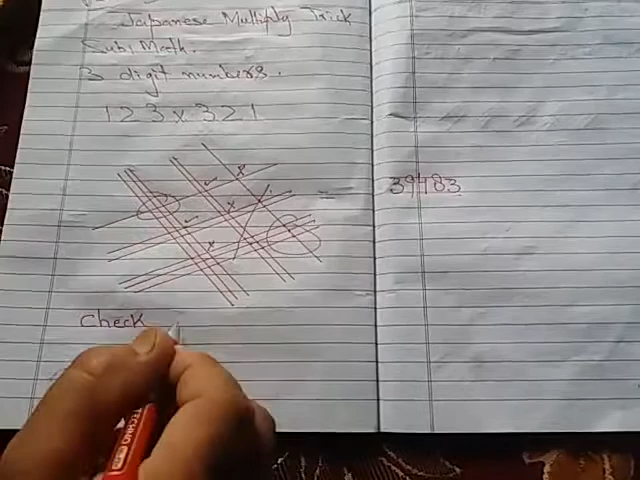 Japanese Multiply Trick
Sub: Math.
3 digit numbers.
123 x 321
= 39483
Check
TECHNO